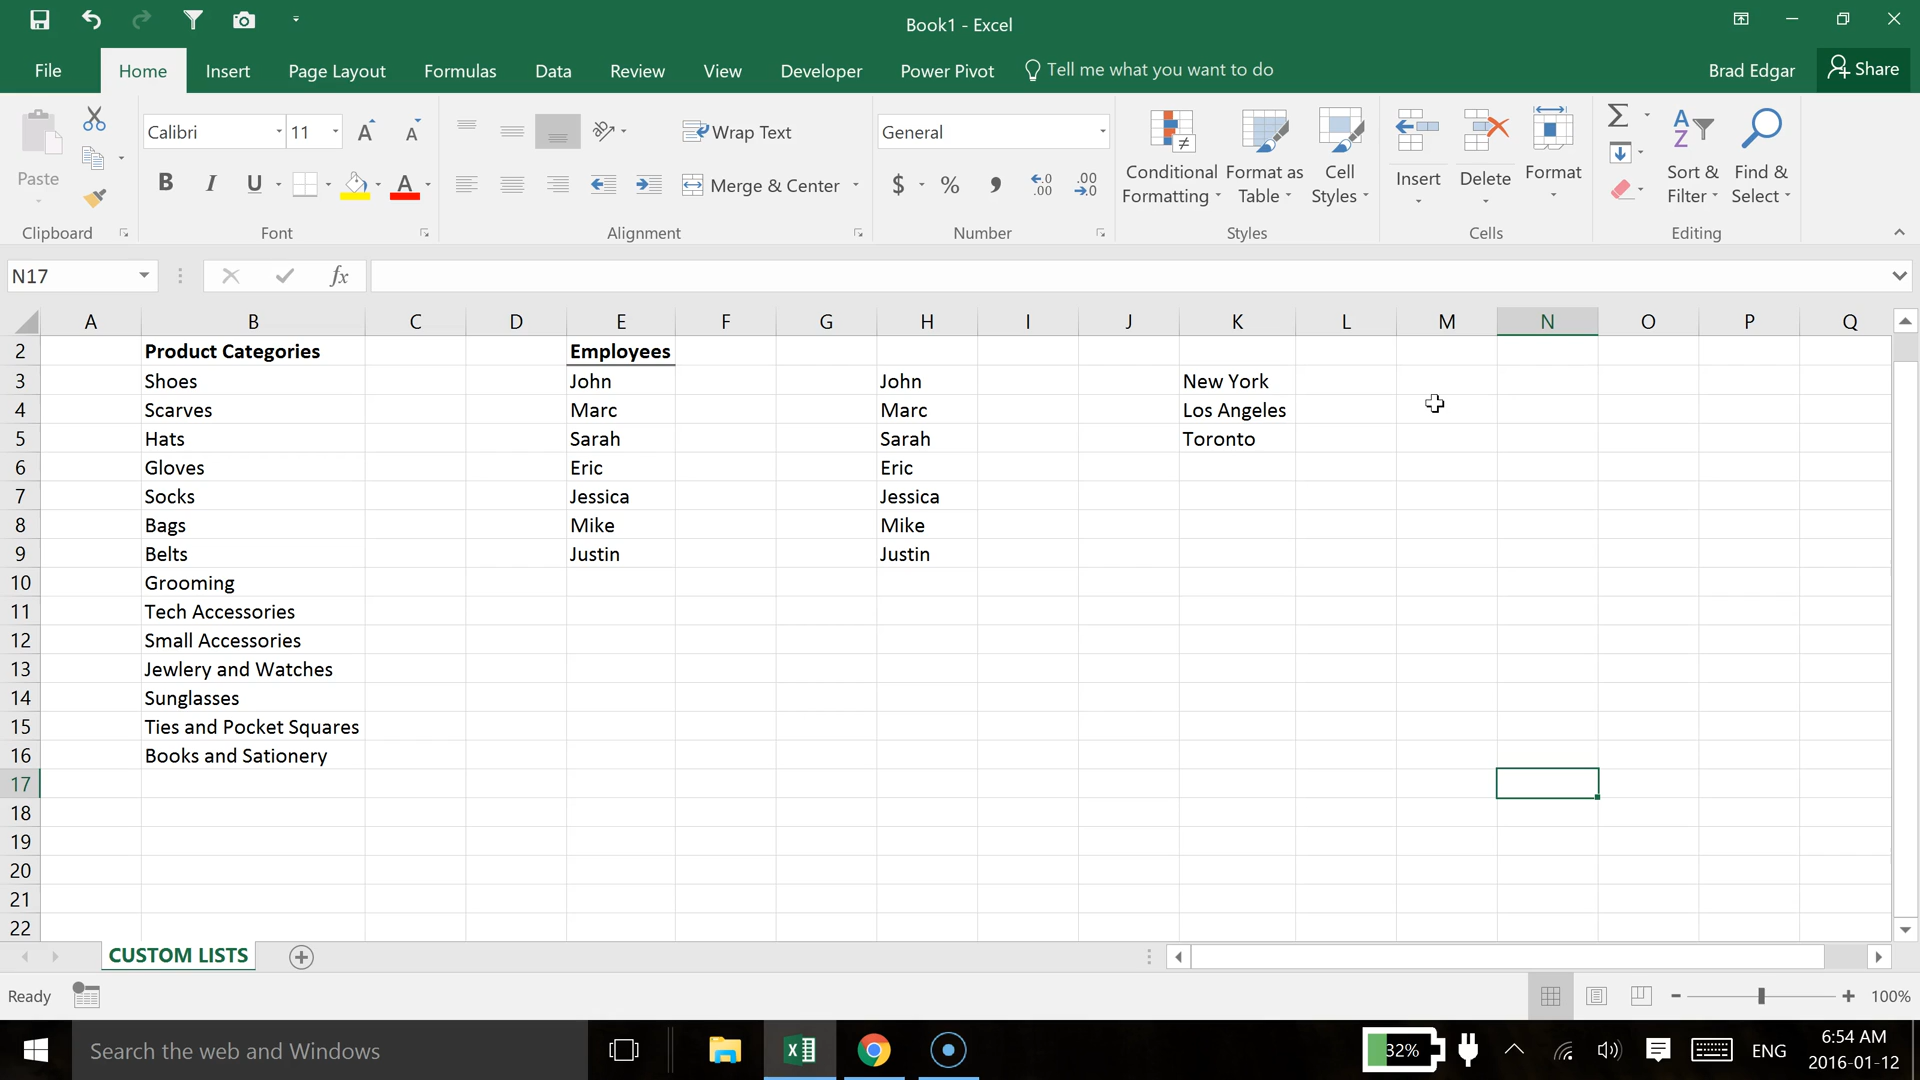 Book1 - Excel
File Home Insert Page Layout Formulas Data Review View Developer Power Pivot Tell me what you want to do Brad Edgar Share
Paste
Clipboard
Calibri 11
A A
B I U A
Font
Wrap Text
Merge & Center
Alignment
General
$ % , .0 .00 .00 .0
Number
Conditional Formatting
Format as Table
Cell Styles
Styles
Insert Delete Format
Cells
Σ
A Z
Sort & Filter
Find & Select
Editing
N17 fx
A B C D E F G H I J K L M N O P Q
2 Product Categories Employees
3 Shoes John John New York
4 Scarves Marc Marc Los Angeles
5 Hats Sarah Sarah Toronto
6 Gloves Eric Eric
7 Socks Jessica Jessica
8 Bags Mike Mike
9 Belts Justin Justin
10 Grooming
11 Tech Accessories
12 Small Accessories
13 Jewlery and Watches
14 Sunglasses
15 Ties and Pocket Squares
16 Books and Sationery
17
18
19
20
21
22
CUSTOM LISTS
Ready 100%
Search the web and Windows 32% ENG
6:54 AM
2016-01-12